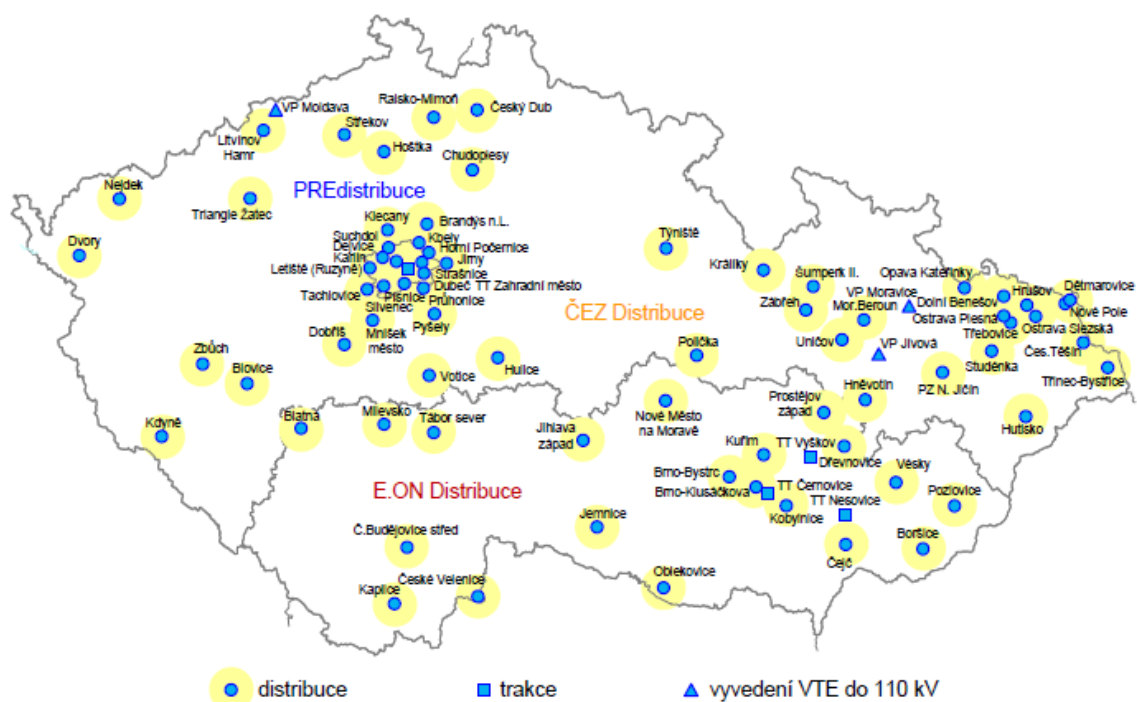 VP Moldava
Ralsko-Mimoň
Český Dub
Litvínov
Hamr
Střekov
Hoštka
Chudoplesy
Nejdek
Triangle Žatec
PREdistribuce
Klecany
Brandýs n.L.
Suchdol
Dejvice
Kbely
Horní Počernice
Karlín
Jirny
Letiště (Ruzyně)
Strašnice
Dubeč TT Zahradní město
Tachlovice
Písnice
Průhonice
Slivenec
Dvory
Týniště
Králíky
Šumperk II.
Zábřeh
Mor.Beroun
VP Moravice
Opava Kateřinky
Dolní Benešov
Hrušov
Dětmarovice
Nové Pole
Ostrava Plesná
Třebovice
Ostrava Slezská
Čes.Těšín
ČEZ Distribuce
Dobříš
Mníšek
město
Pyšely
Zbůch
Blovice
Votice
Hulice
Polička
Uničov
VP Jívová
Studénka
PZ N. Jičín
Třinec-Bystřice
Hněvotín
Kdyně
Blatná
Milevsko
Tábor sever
Jihlava
západ
Nové Město
na Moravě
Prostějov
západ
Hutisko
Kuřim
TT Vyškov
Dřevnovice
Vésky
Brno-Bystrc
Brno-Klusáčkova
TT Černovice
TT Nesovice
Kobylnice
Pozlovice
E.ON Distribuce
Jemnice
Č.Budějovice střed
České Velenice
Kaplice
Oblekovice
Čejč
Boršice
distribuce
trakce
vyvedení VTE do 110 kV